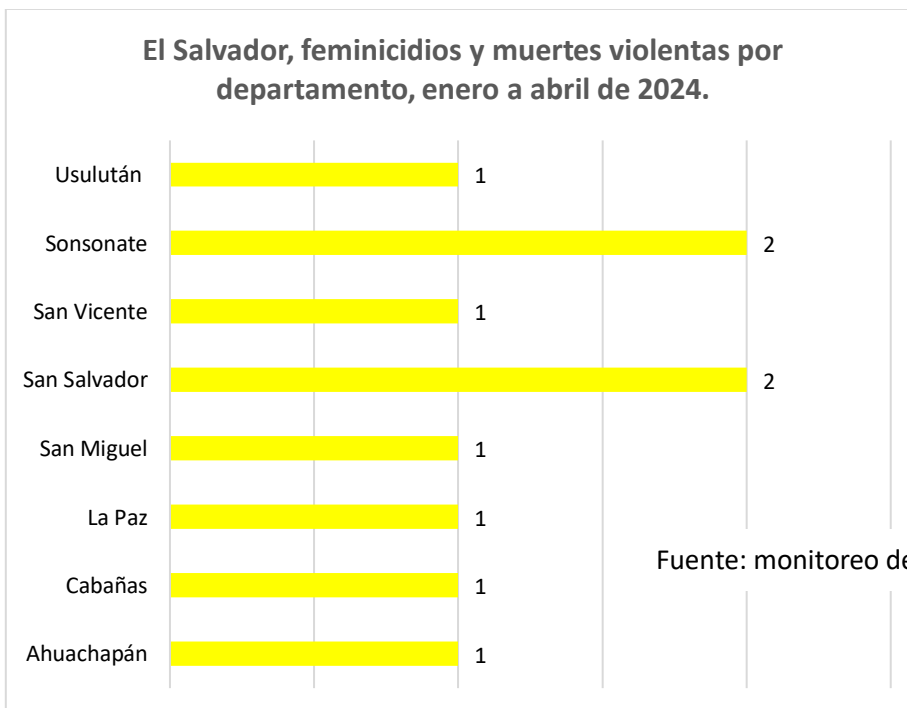 El Salvador, feminicidios y muertes violentas por
departamento, enero a abril de 2024.
Usulután 1
Sonsonate 2
San Vicente 1
San Salvador 2
San Miguel 1
La Paz 1
Fuente: monitoreo de
Cabañas 1
Ahuachapán 1